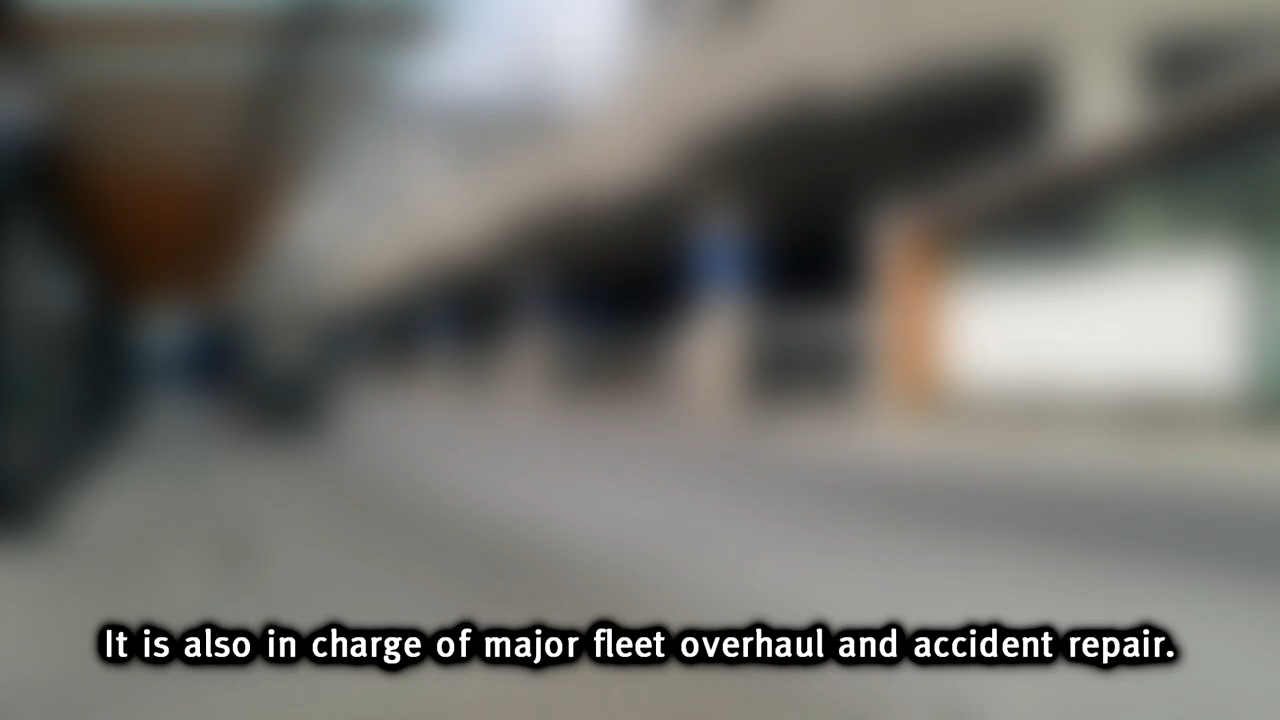 It is also in charge of major fleet overhaul and accident repair.